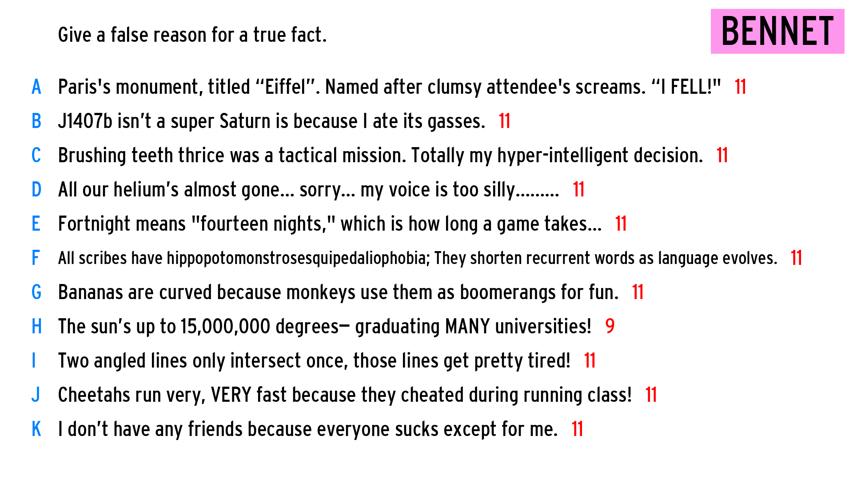 Give a false reason for a true fact.
BENNET
A Paris's monument, titled “Eiffel”. Named after clumsy attendee's screams. “I FELL!" 11
B J1407b isn’t a super Saturn is because I ate its gasses. 11
C Brushing teeth thrice was a tactical mission. Totally my hyper-intelligent decision. 11
D All our helium’s almost gone... sorry... my voice is too silly......... 11
E Fortnight means "fourteen nights," which is how long a game takes... 11
F All scribes have hippopotomonstrosesquipedaliophobia; They shorten recurrent words as language evolves. 11
G Bananas are curved because monkeys use them as boomerangs for fun. 11
H The sun’s up to 15,000,000 degrees— graduating MANY universities! 9
I Two angled lines only intersect once, those lines get pretty tired! 11
J Cheetahs run very, VERY fast because they cheated during running class! 11
K I don’t have any friends because everyone sucks except for me. 11